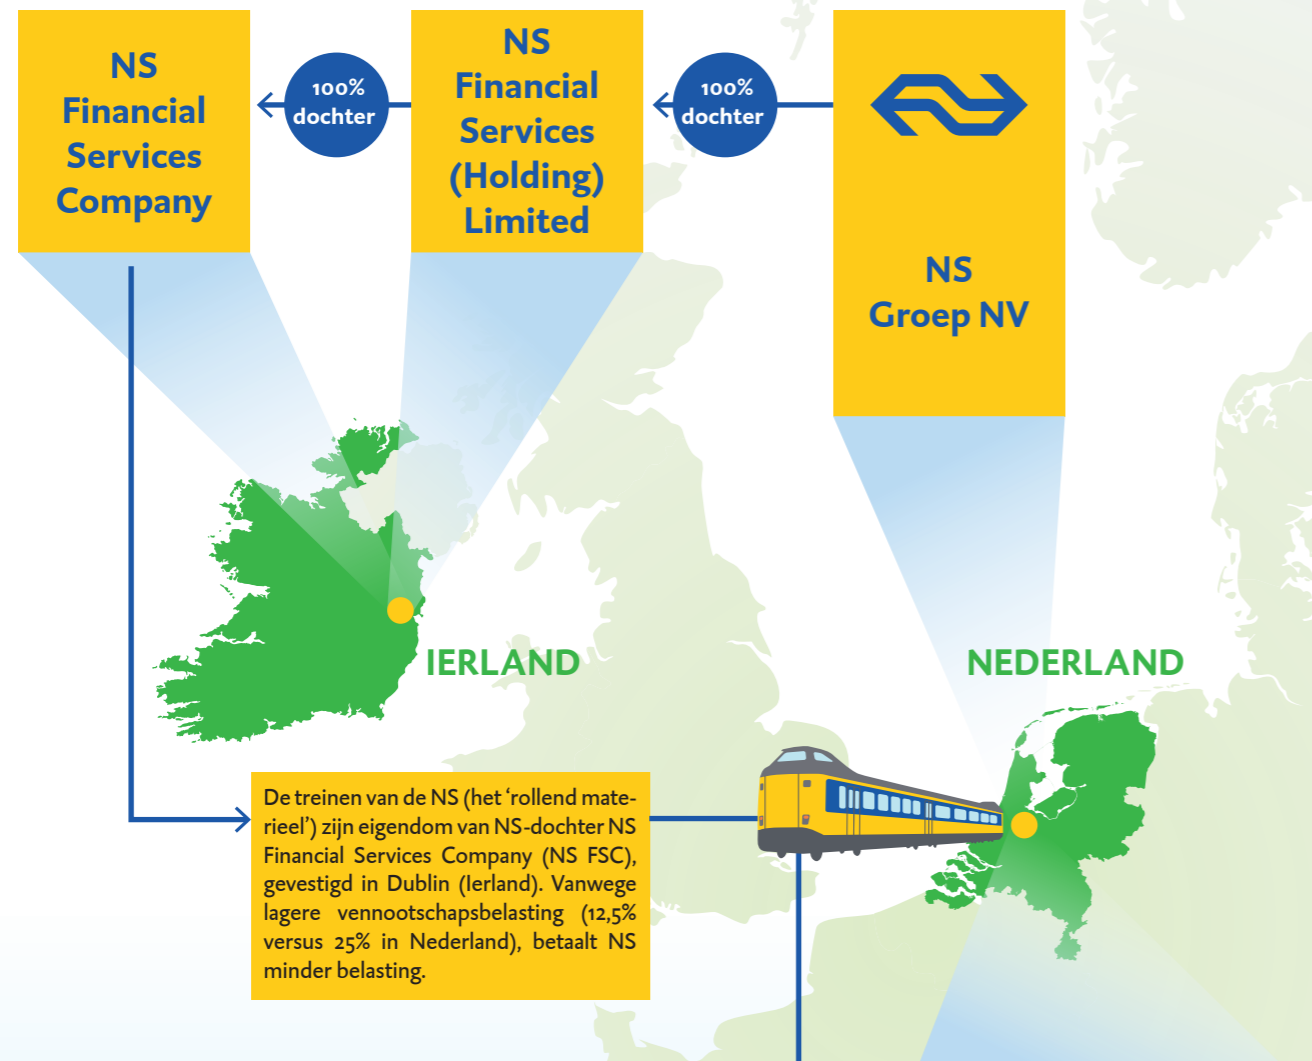 NS
Financial
Services
Company
100%
dochter
NS
Financial
Services
(Holding)
Limited
100%
dochter
NS
Groep NV
IERLAND
NEDERLAND
De treinen van de NS (het ‘rollend mate-
rieel’) zijn eigendom van NS-dochter NS
Financial Services Company (NS FSC),
gevestigd in Dublin (Ierland). Vanwege
lagere vennootschapsbelasting (12,5%
versus 25% in Nederland), betaalt NS
minder belasting.